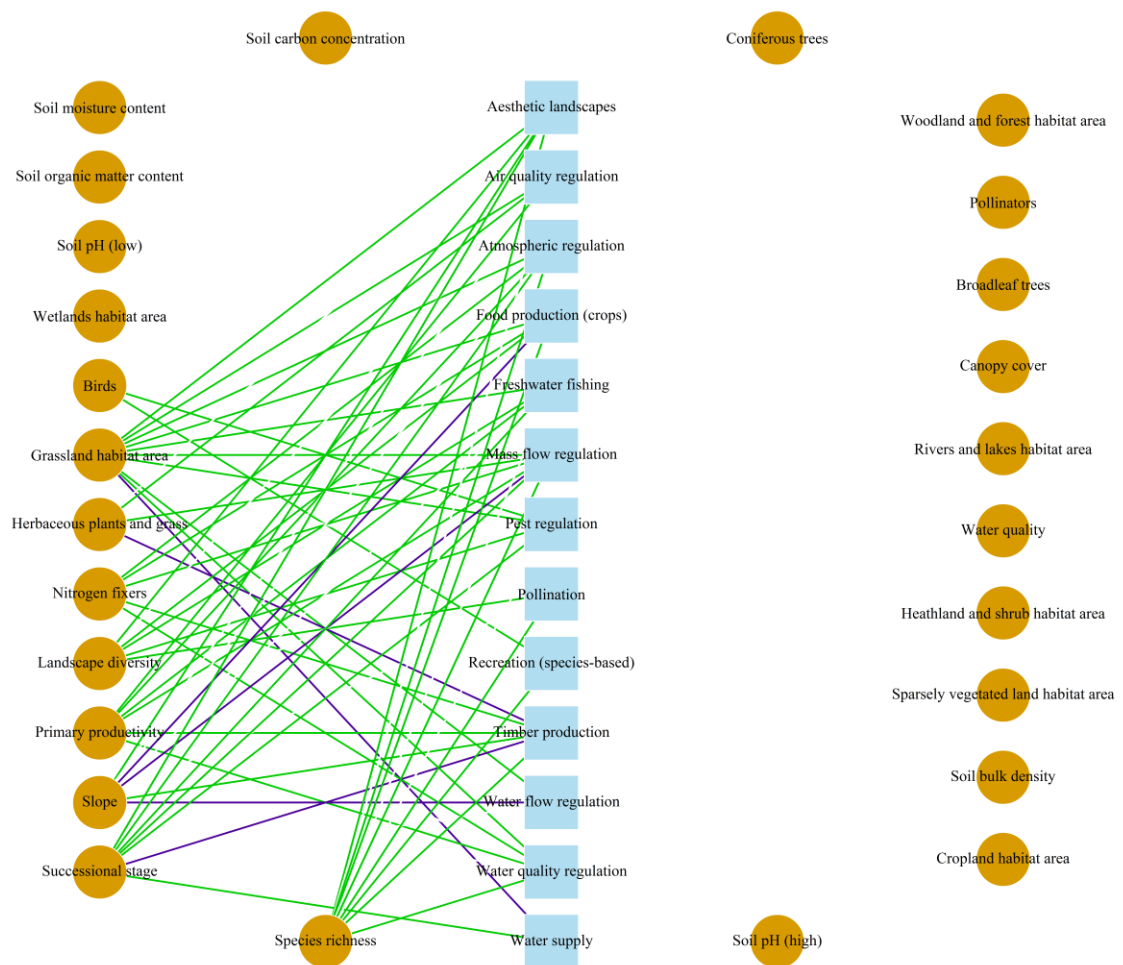 Soil carbon concentration
Coniferous trees
Soil moisture content
Aesthetic landscapes
Woodland and forest habitat area
Soil organic matter content
Air quality regulation
Pollinators
Soil pH (low)
Atmospheric regulation
Broadleaf trees
Wetlands habitat area
Food production (crops)
Canopy cover
Birds
Freshwater fishing
Grassland habitat area
Mass flow regulation
Rivers and lakes habitat area
Herbaceous plants and grass
Pest regulation
Water quality
Nitrogen fixers
Pollination
Heathland and shrub habitat area
Landscape diversity
Recreation (species-based)
Sparsely vegetated land habitat area
Primary productivity
Timber production
Soil bulk density
Slope
Water flow regulation
Cropland habitat area
Successional stage
Water quality regulation
Species richness
Water supply
Soil pH (high)